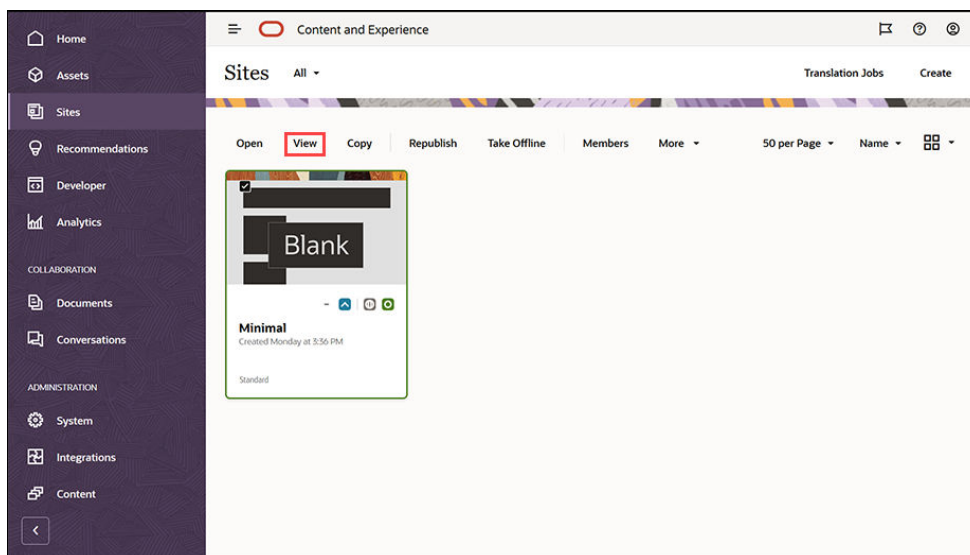 Home
Assets
Sites
Recommendations
Developer
Analytics
COLLABORATION
Documents
Conversations
ADMINISTRATION
System
Integrations
Content
Content and Experience
Sites All
Translation Jobs Create
Open View Copy Republish Take Offline Members More 50 per Page Name
Blank
Minimal
Created Monday at 3:36 PM
Standard